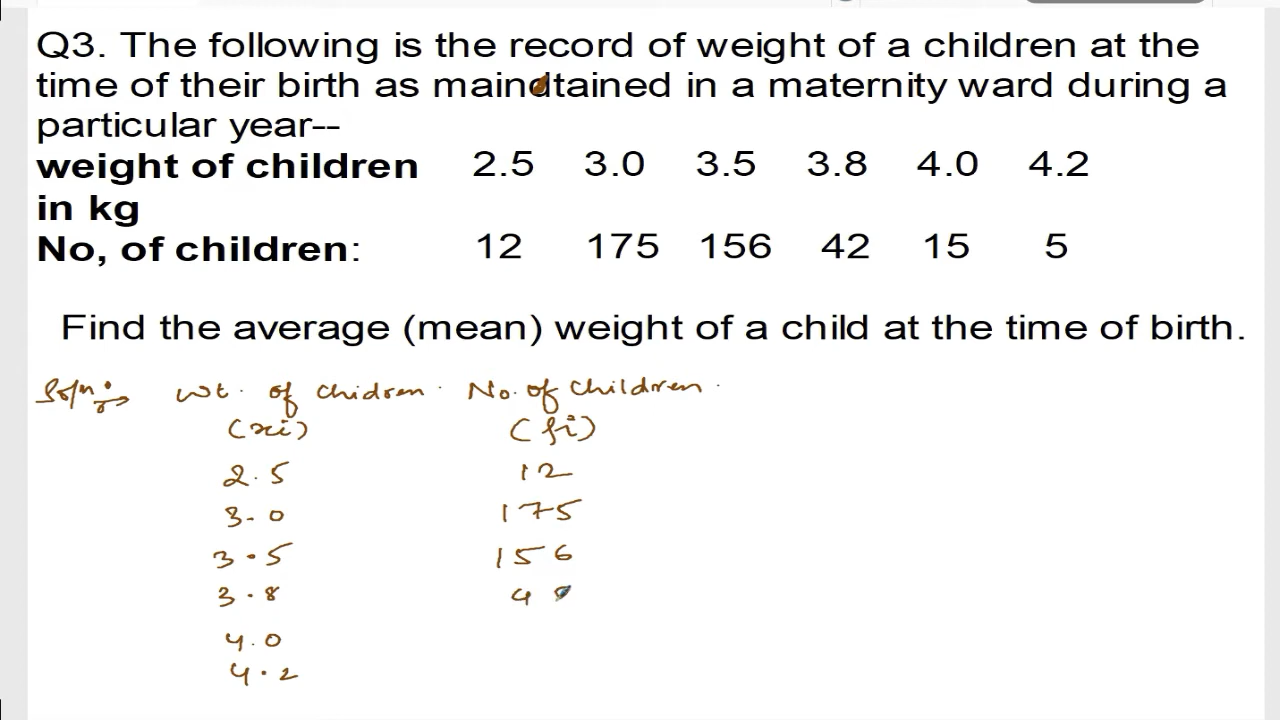 Q3. The following is the record of weight of a children at the
time of their birth as maindtained in a maternity ward during a
particular year--
weight of children 2.5 3.0 3.5 3.8 4.0 4.2
in kg
No, of children: 12 175 156 42 15 5
Find the average (mean) weight of a child at the time of birth.
Soln: Wt. of Chidren. No. of Children.
(xi) (fi)
2.5 12
3.0 175
3.5 156
3.8 4
4.0
4.2